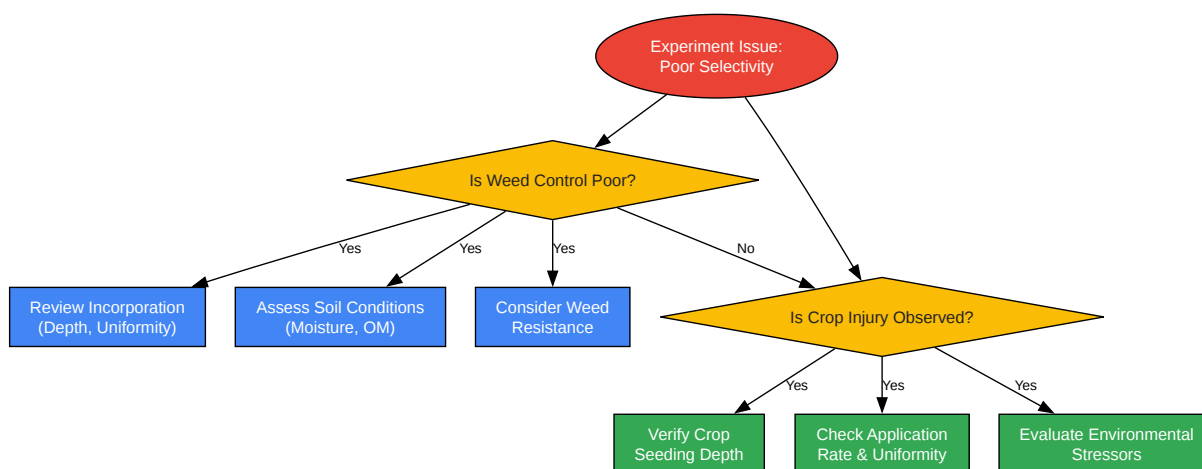 Experiment Issue:
Poor Selectivity
Is Weed Control Poor?
Yes
Yes
Yes
No
Review Incorporation
(Depth, Uniformity)
Assess Soil Conditions
(Moisture, OM)
Consider Weed
Resistance
Is Crop Injury Observed?
Yes
Yes
Yes
Verify Crop
Seeding Depth
Check Application
Rate & Uniformity
Evaluate Environmental
Stressors